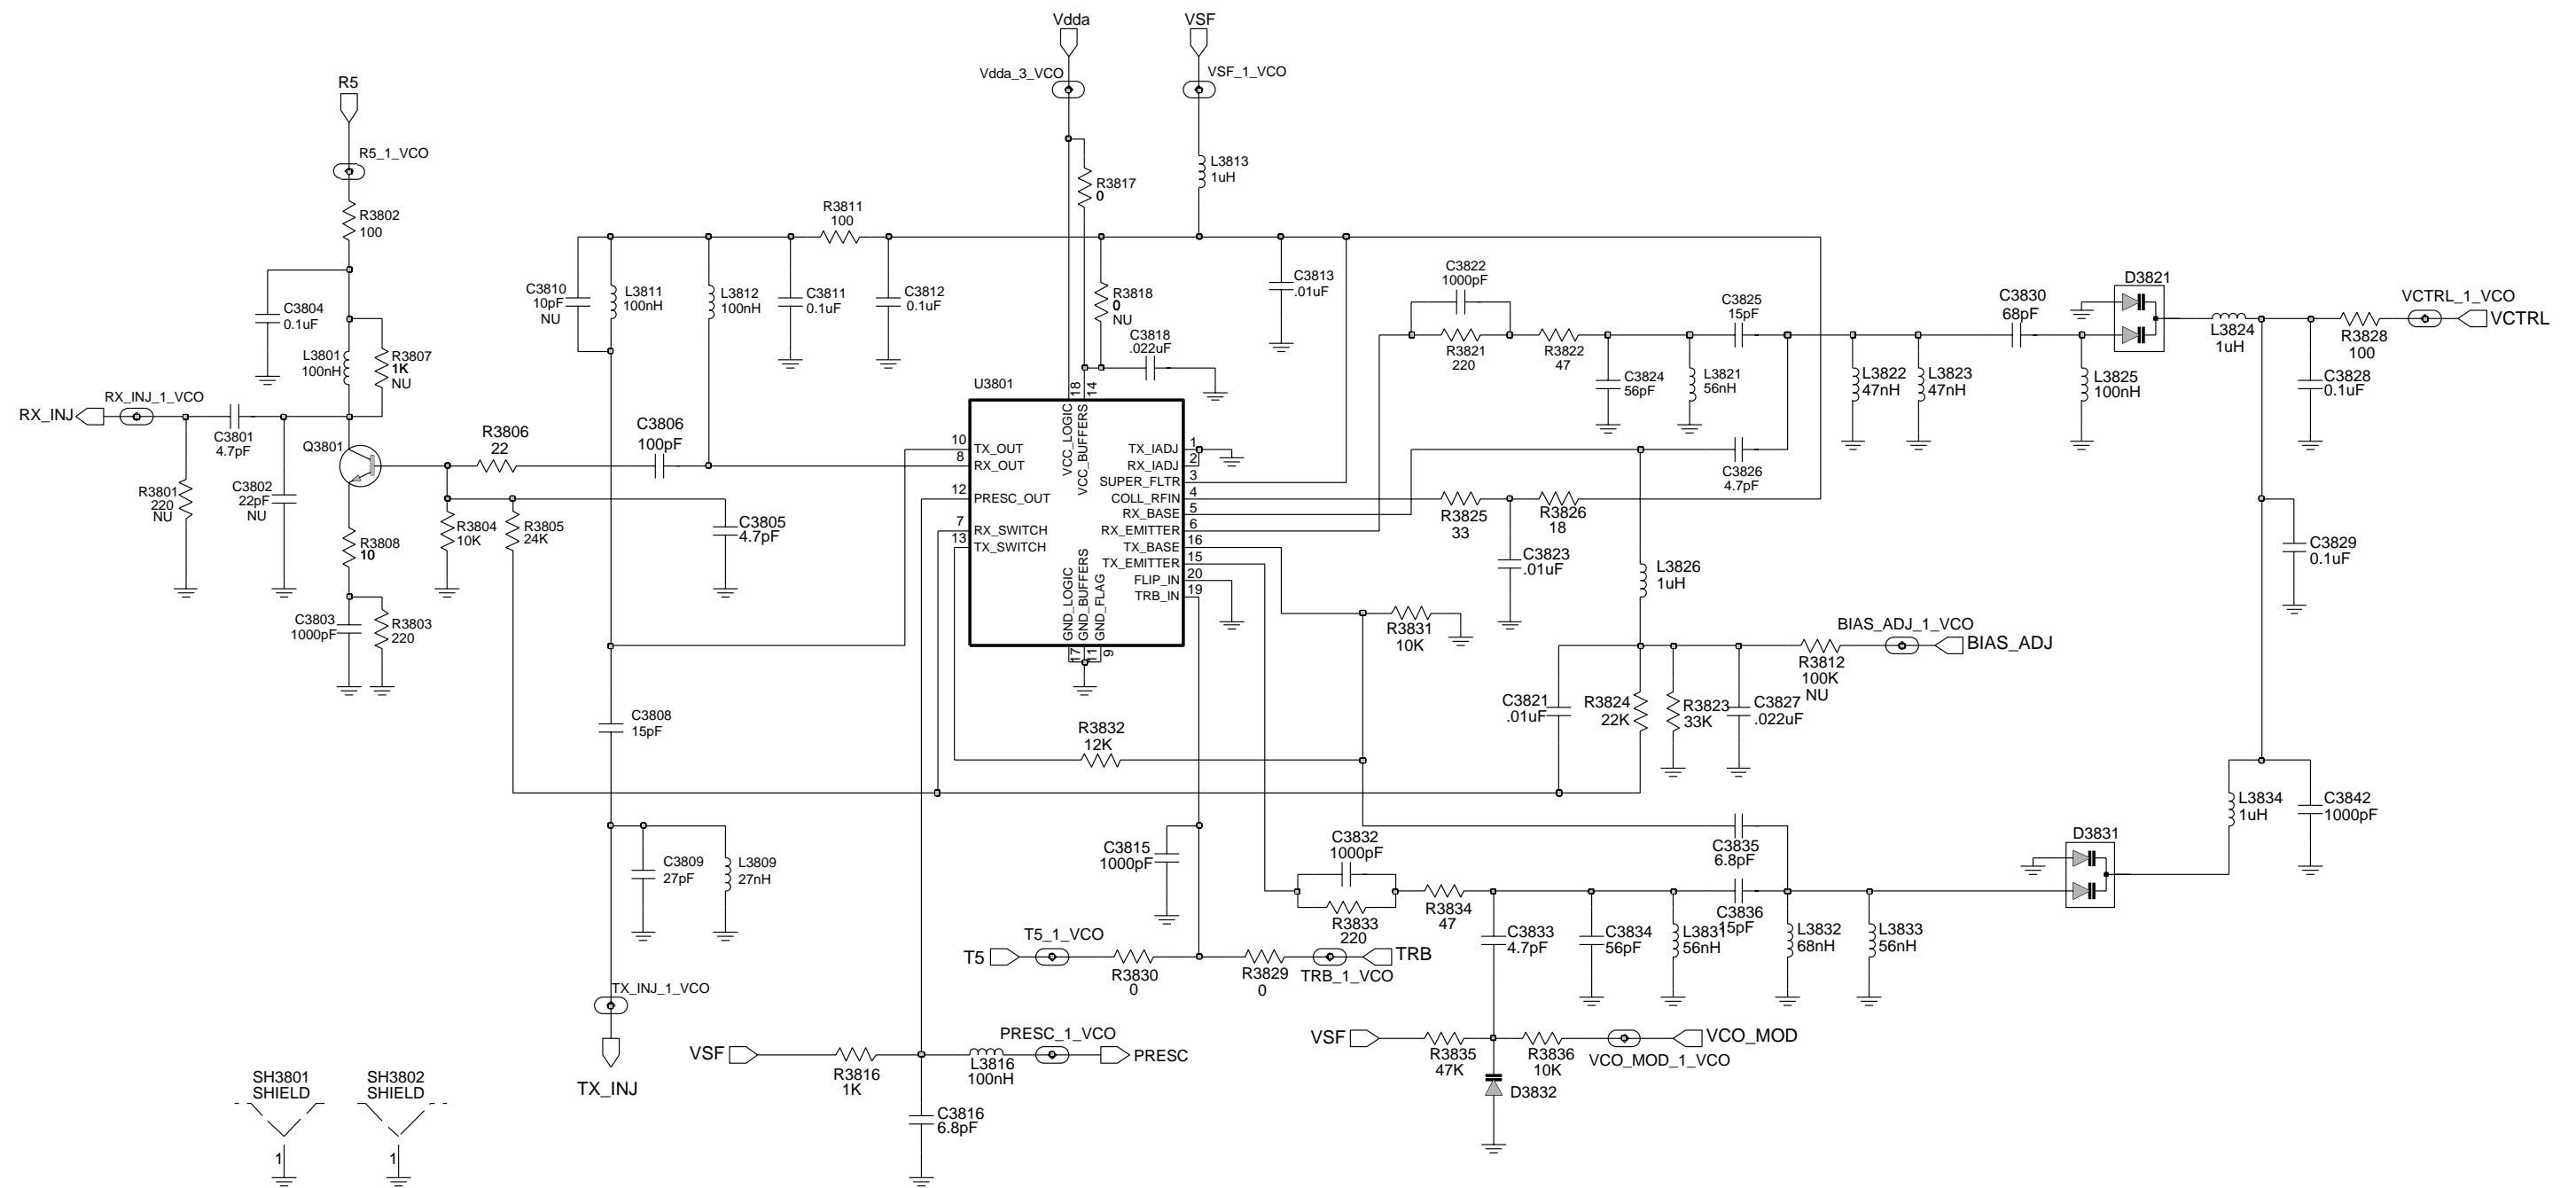 Vdda
VSF
Vdda_3_VCO
VSF_1_VCO
R5
R5_1_VCO
R3802
100
C3804
0.1uF
L3801
100nH
R3807
1K
NU
RX_INJ
RX_INJ_1_VCO
C3801
4.7pF
Q3801
R3801
220
NU
C3802
22pF
NU
R3808
10
C3803
1000pF
R3803
220
R3806
22
R3804
10K
R3805
24K
C3805
4.7pF
C3806
100pF
C3810
10pF
NU
L3811
100nH
L3812
100nH
C3811
0.1uF
R3811
100
C3812
0.1uF
R3817
0
L3813
1uH
R3818
0
NU
C3818
.022uF
C3813
.01uF
U3801
18
14
VCC_LOGIC
VCC_BUFFERS
10
TX_OUT
8
RX_OUT
12
PRESC_OUT
7
RX_SWITCH
13
TX_SWITCH
TX_IADJ
1
RX_IADJ
2
SUPER_FLTR
3
COLL_RFIN
4
RX_BASE
5
RX_EMITTER
6
TX_BASE
16
TX_EMITTER
15
FLIP_IN
20
TRB_IN
19
GND_LOGIC
GND_BUFFERS
GND_FLAG
17
11
9
C3822
1000pF
R3821
220
R3822
47
C3824
56pF
L3821
56nH
C3825
15pF
C3826
4.7pF
L3822
47nH
L3823
47nH
C3830
68pF
D3821
L3825
100nH
L3824
1uH
VCTRL_1_VCO
VCTRL
R3828
100
C3828
0.1uF
C3829
0.1uF
R3825
33
R3826
18
C3823
.01uF
L3826
1uH
R3831
10K
BIAS_ADJ_1_VCO
BIAS_ADJ
R3812
100K
NU
C3821
.01uF
R3824
22K
R3823
33K
C3827
.022uF
R3832
12K
C3808
15pF
C3809
27pF
L3809
27nH
TX_INJ_1_VCO
TX_INJ
C3815
1000pF
T5
T5_1_VCO
R3830
0
R3829
0
TRB
TRB_1_VCO
C3832
1000pF
R3833
220
R3834
47
C3833
4.7pF
C3834
56pF
L3831
56nH
C3835
6.8pF
C3836
15pF
L3832
68nH
L3833
56nH
D3831
L3834
1uH
C3842
1000pF
VSF
R3835
47K
R3836
10K
VCO_MOD
VCO_MOD_1_VCO
D3832
VSF
R3816
1K
L3816
100nH
PRESC_1_VCO
PRESC
C3816
6.8pF
SH3801
SHIELD
1
SH3802
SHIELD
1